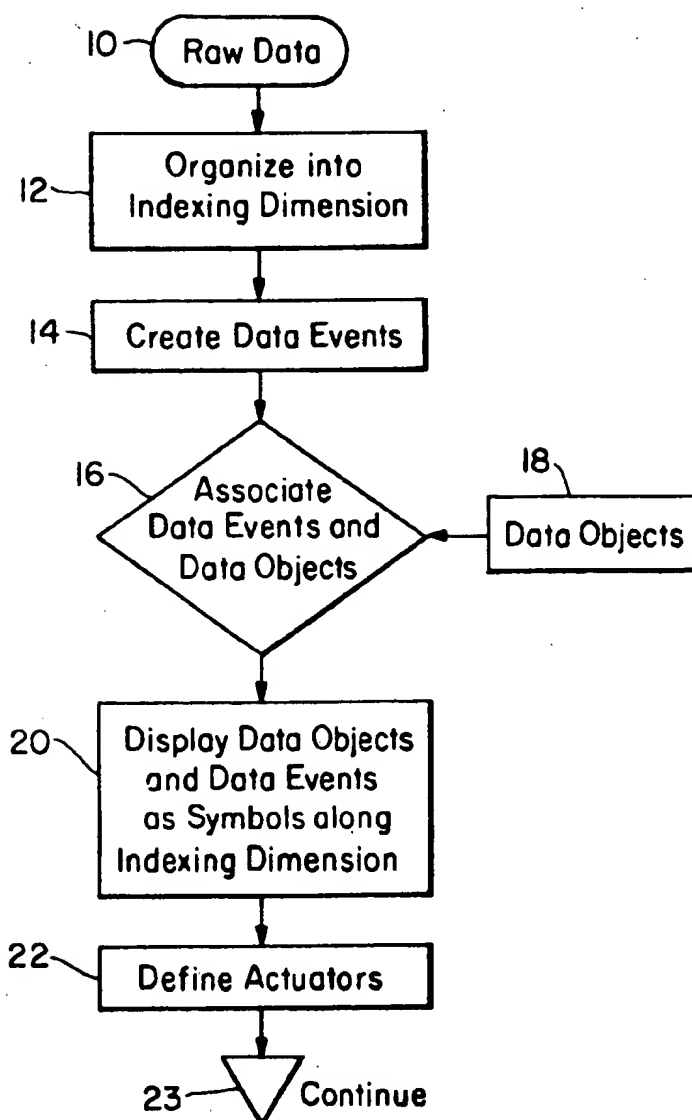 10
Raw Data
12
Organize into
Indexing Dimension
14
Create Data Events
16
Associate
Data Events and
Data Objects
18
Data Objects
20
Display Data Objects
and Data Events
as Symbols along
Indexing Dimension
22
Define Actuators
23
Continue